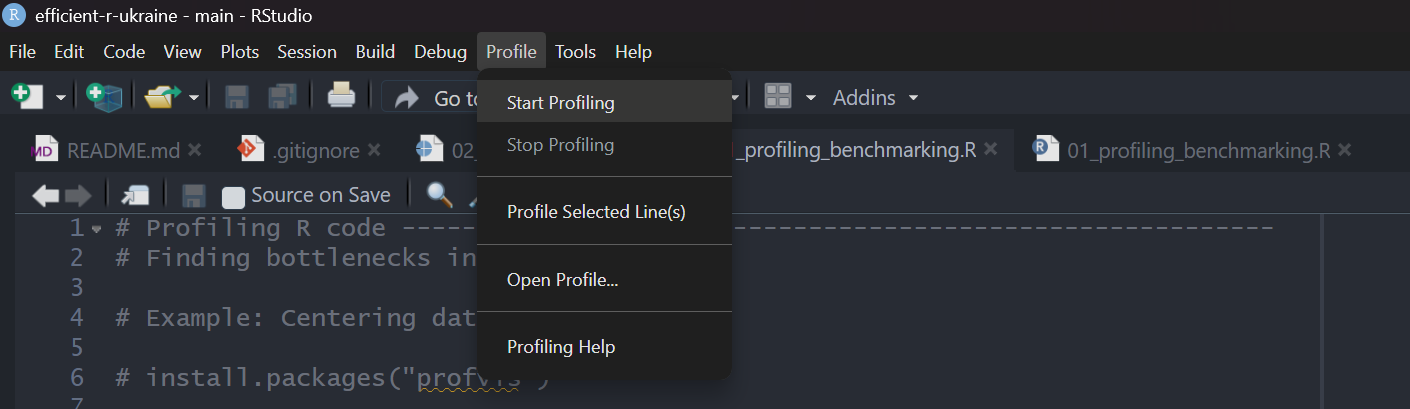 R efficient-r-ukraine - main - RStudio
File Edit Code View Plots Session Build Debug Profile Tools Help
Go to Addins
Start Profiling
Stop Profiling
Profile Selected Line(s)
Open Profile...
Profiling Help
MD README.md .gitignore 02_ _profiling_benchmarking.R R 01_profiling_benchmarking.R
Source on Save
1 # Profiling R code -----
2 # Finding bottlenecks in
3
4 # Example: Centering dat
5
6 # install.packages("profvis")
7